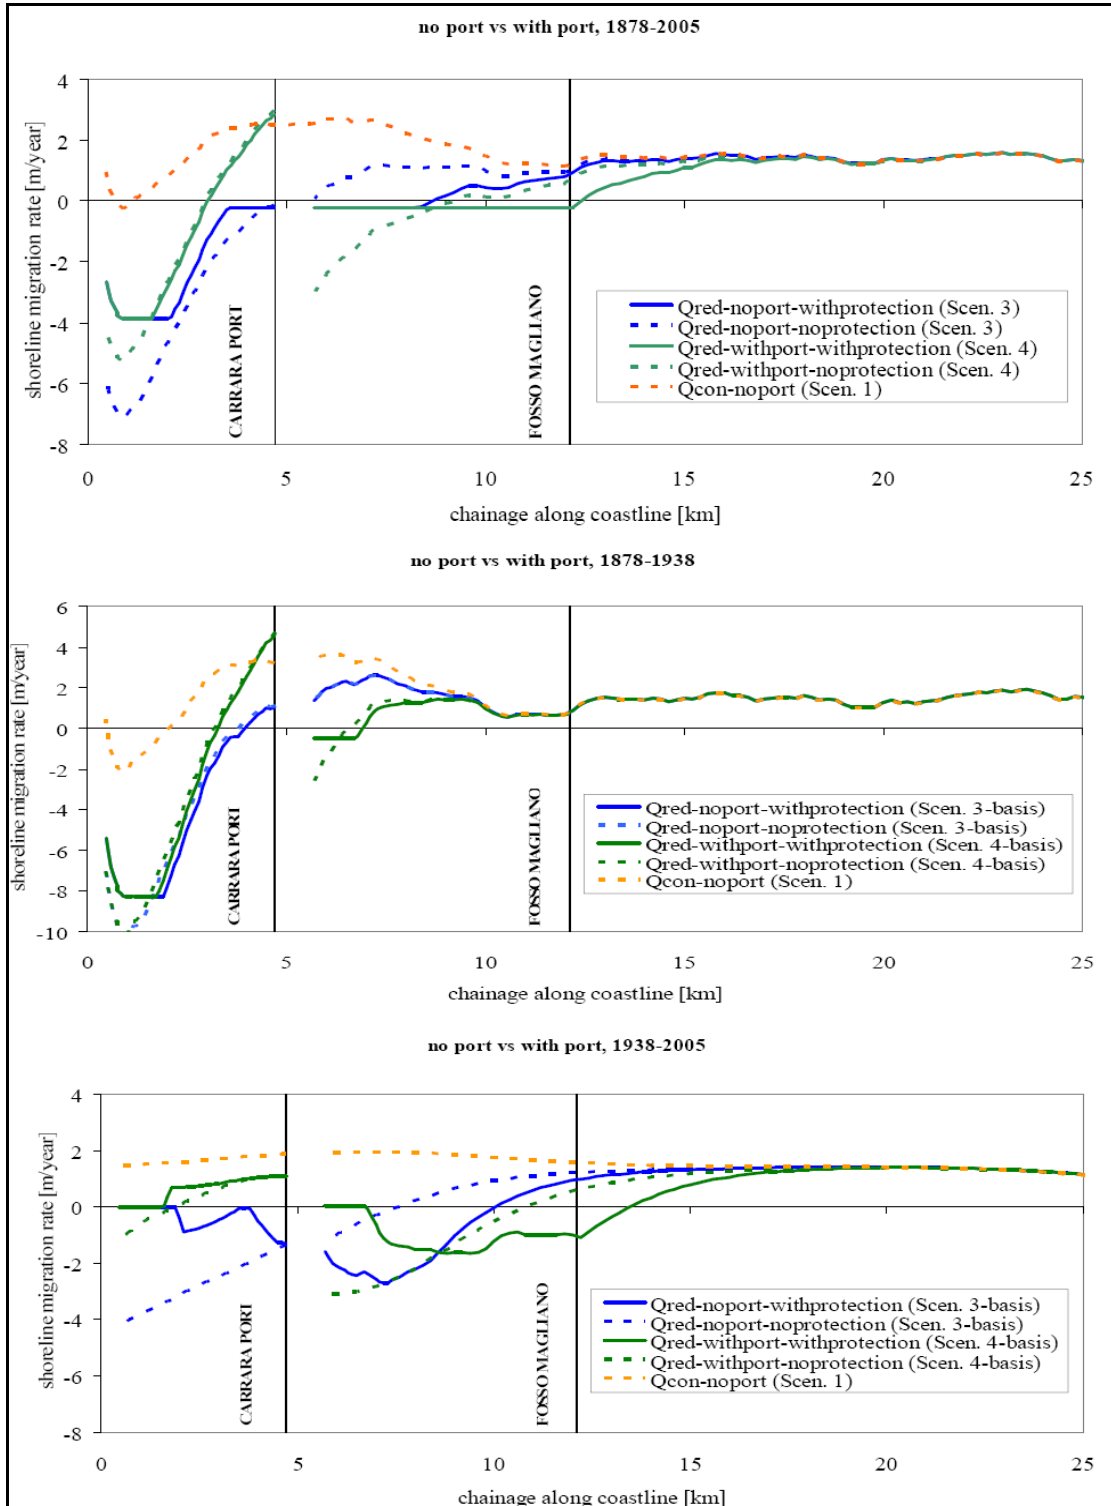 no port vs with port, 1878-2005
4
2
0
-2
-4
-6
-8
shoreline migration rate [m/year]
CARRARA PORT
FOSSO MAGLIANO
Qred-noport-withprotection (Scen. 3)
Qred-noport-noprotection (Scen. 3)
Qred-withport-withprotection (Scen. 4)
Qred-withport-noprotection (Scen. 4)
Qcon-noport (Scen. 1)
0 5 10 15 20 25
chainage along coastline [km]
no port vs with port, 1878-1938
6
4
2
0
-2
-4
-6
-8
-10
shoreline migration rate [m/year]
CARRARA PORT
FOSSO MAGLIANO
Qred-noport-withprotection (Scen. 3-basis)
Qred-noport-noprotection (Scen. 3-basis)
Qred-withport-withprotection (Scen. 4-basis)
Qred-withport-noprotection (Scen. 4-basis)
Qcon-noport (Scen. 1)
0 5 10 15 20 25
chainage along coastline [km]
no port vs with port, 1938-2005
4
2
0
-2
-4
-6
-8
shoreline migration rate [m/year]
CARRARA PORT
FOSSO MAGLIANO
Qred-noport-withprotection (Scen. 3-basis)
Qred-noport-noprotection (Scen. 3-basis)
Qred-withport-withprotection (Scen. 4-basis)
Qred-withport-noprotection (Scen. 4-basis)
Qcon-noport (Scen. 1)
0 5 10 15 20 25
chainage along coastline [km]